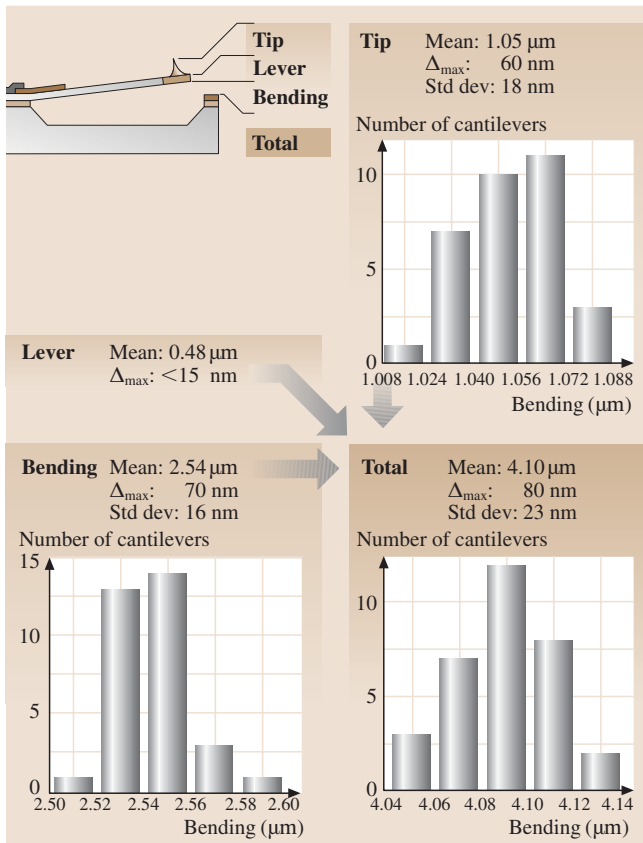 Tip
Lever
Bending
Total
Tip Mean: 1.05 µm
Δmax: 60 nm
Std dev: 18 nm
Number of cantilevers
10
5
0
1.008 1.024 1.040 1.056 1.072 1.088
Bending (µm)
Lever Mean: 0.48 µm
Δmax: <15 nm
Bending Mean: 2.54 µm
Δmax: 70 nm
Std dev: 16 nm
Number of cantilevers
15
10
5
0
2.50 2.52 2.54 2.56 2.58 2.60
Bending (µm)
Total Mean: 4.10 µm
Δmax: 80 nm
Std dev: 23 nm
Number of cantilevers
10
5
0
4.04 4.06 4.08 4.10 4.12 4.14
Bending (µm)